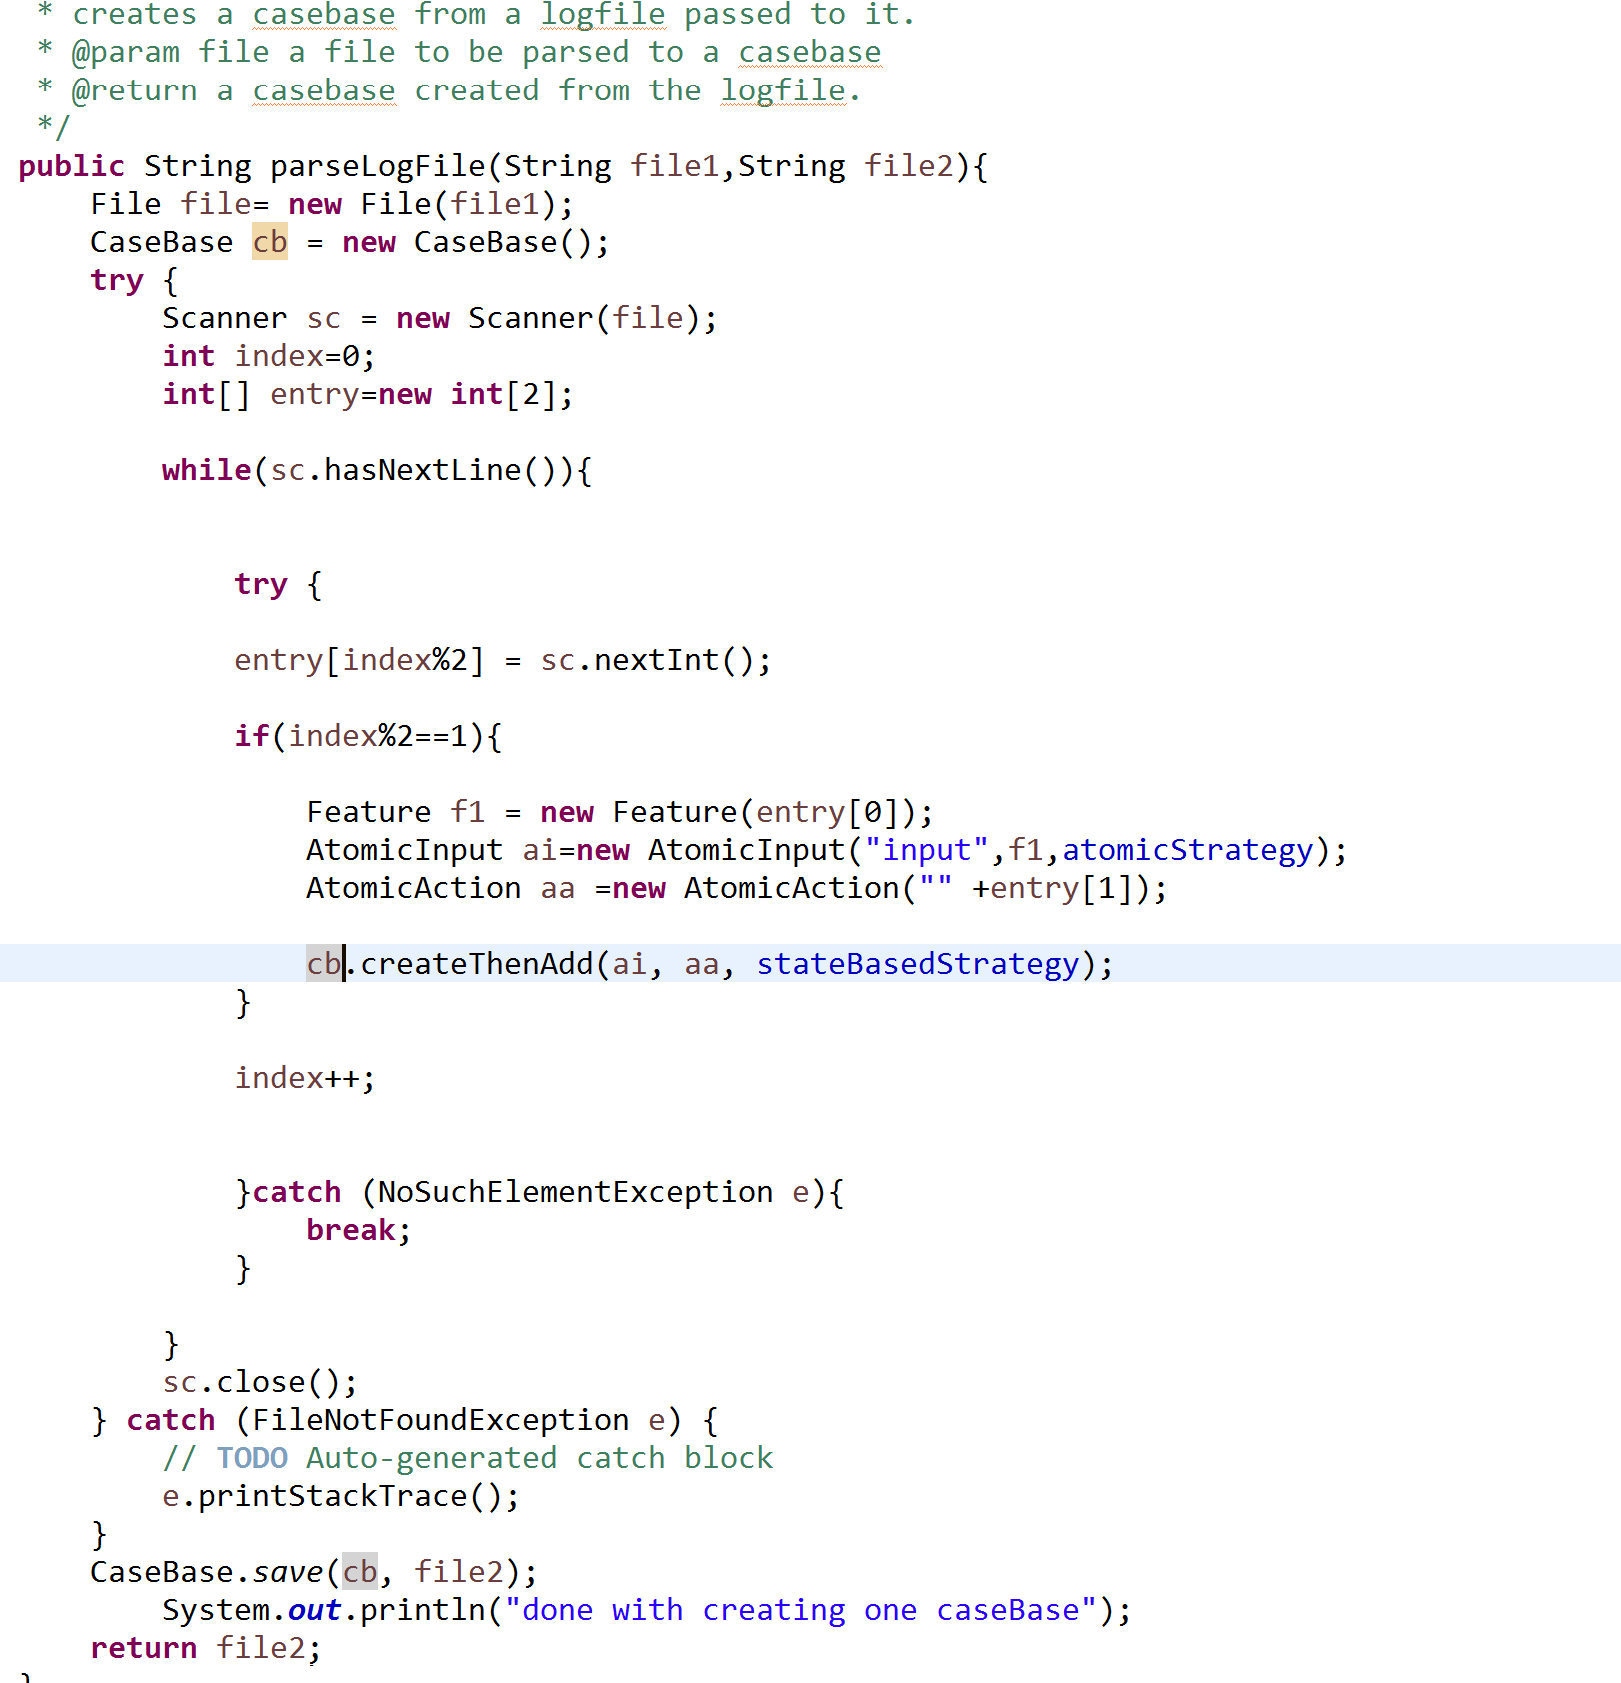 * creates a casebase from a logfile passed to it.
* @param file a file to be parsed to a casebase
* @return a casebase created from the logfile.
*/
public String parseLogFile(String file1,String file2){
File file= new File(file1);
CaseBase cb = new CaseBase();
try {
Scanner sc = new Scanner(file);
int index=0;
int[] entry=new int[2];
while(sc.hasNextLine()){
try {
entry[index%2] = sc.nextInt();
if(index%2==1){
Feature f1 = new Feature(entry[0]);
AtomicInput ai=new AtomicInput("input",f1,atomicStrategy);
AtomicAction aa =new AtomicAction("" +entry[1]);
cb.createThenAdd(ai, aa, stateBasedStrategy);
}
index++;
}catch (NoSuchElementException e){
break;
}
}
sc.close();
} catch (FileNotFoundException e) {
// TODO Auto-generated catch block
e.printStackTrace();
}
CaseBase.save(cb, file2);
System.out.println("done with creating one caseBase");
return file2;
}